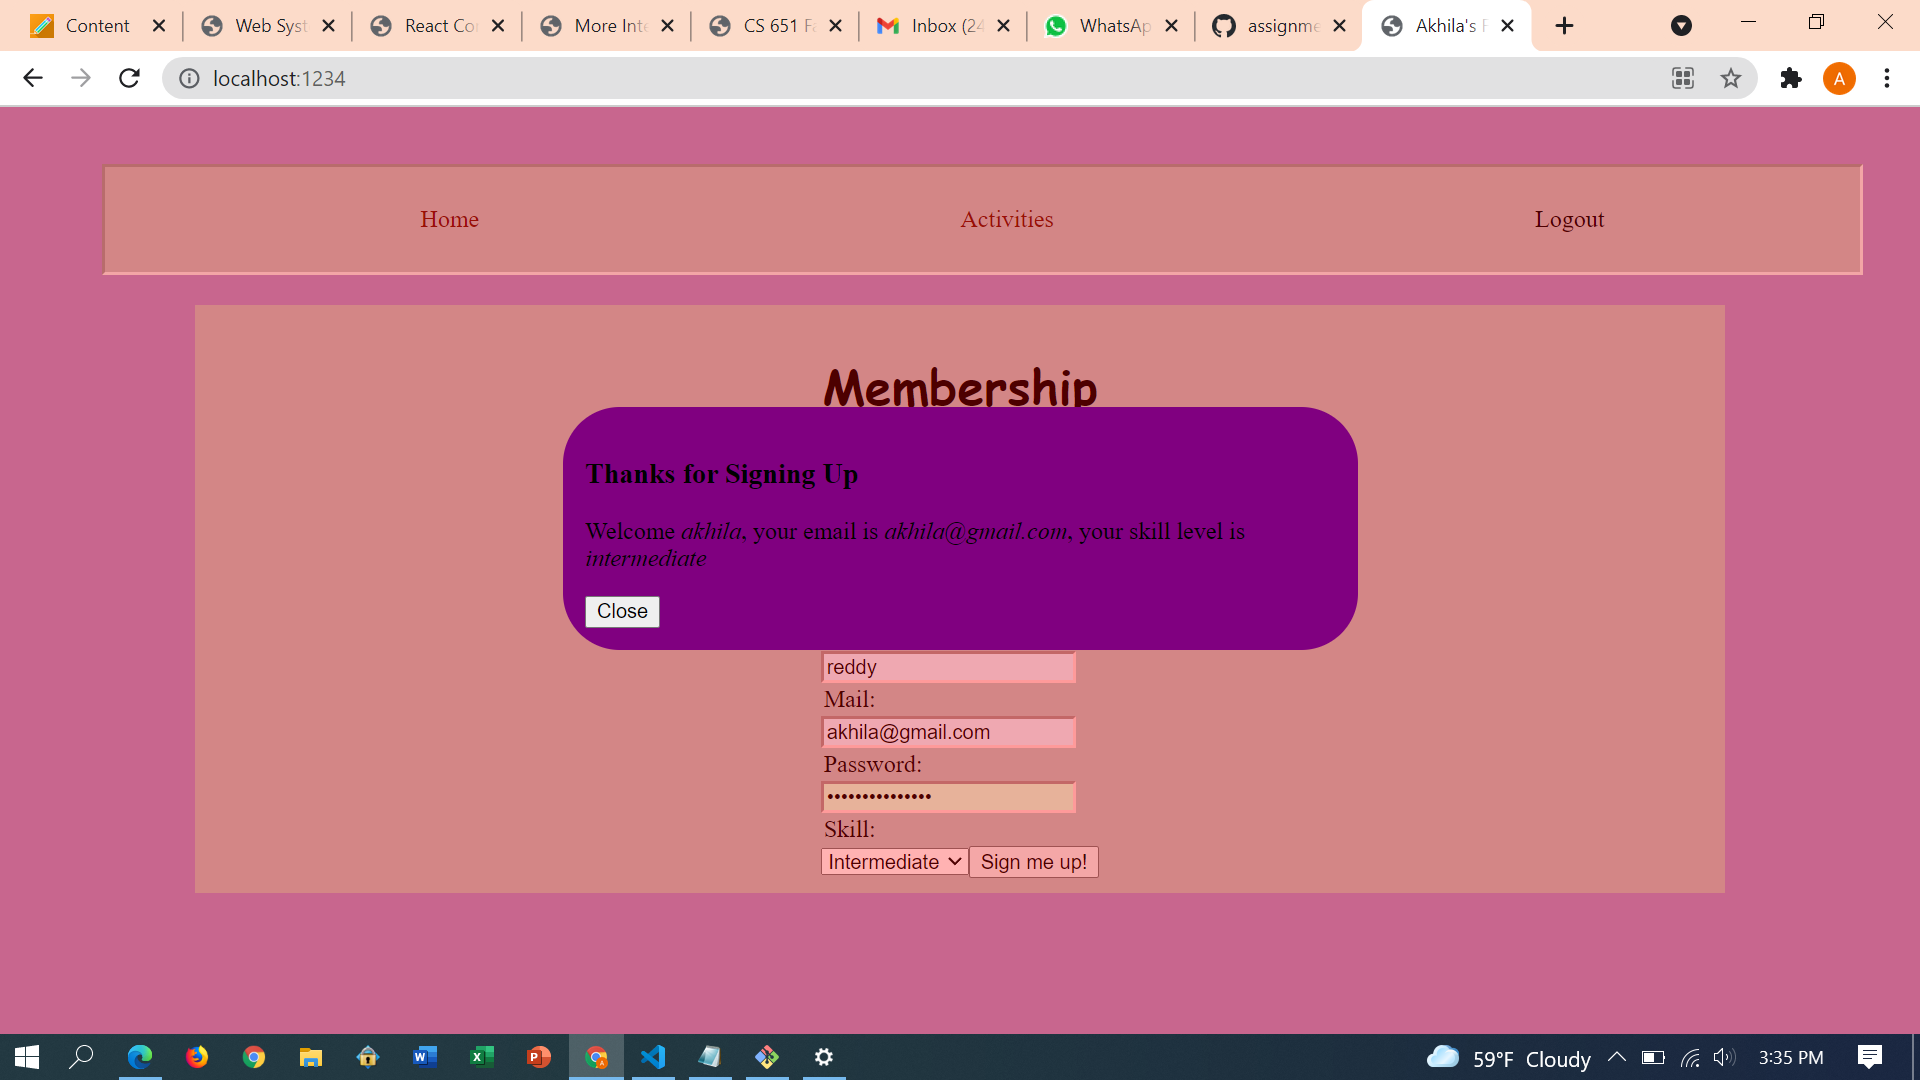 Content
Web Syst
React Co
More Inte
CS 651 Fa
Inbox (24
WhatsAp
assignme
Akhila's F
localhost:1234
A
Home
Activities
Logout
Membership
Thanks for Signing Up
Welcome akhila, your email is akhila@gmail.com, your skill level is
intermediate
Close
reddy
Mail:
akhila@gmail.com
Password:
•••••••••••••••
Skill:
Intermediate Sign me up!
59°F Cloudy
3:35 PM